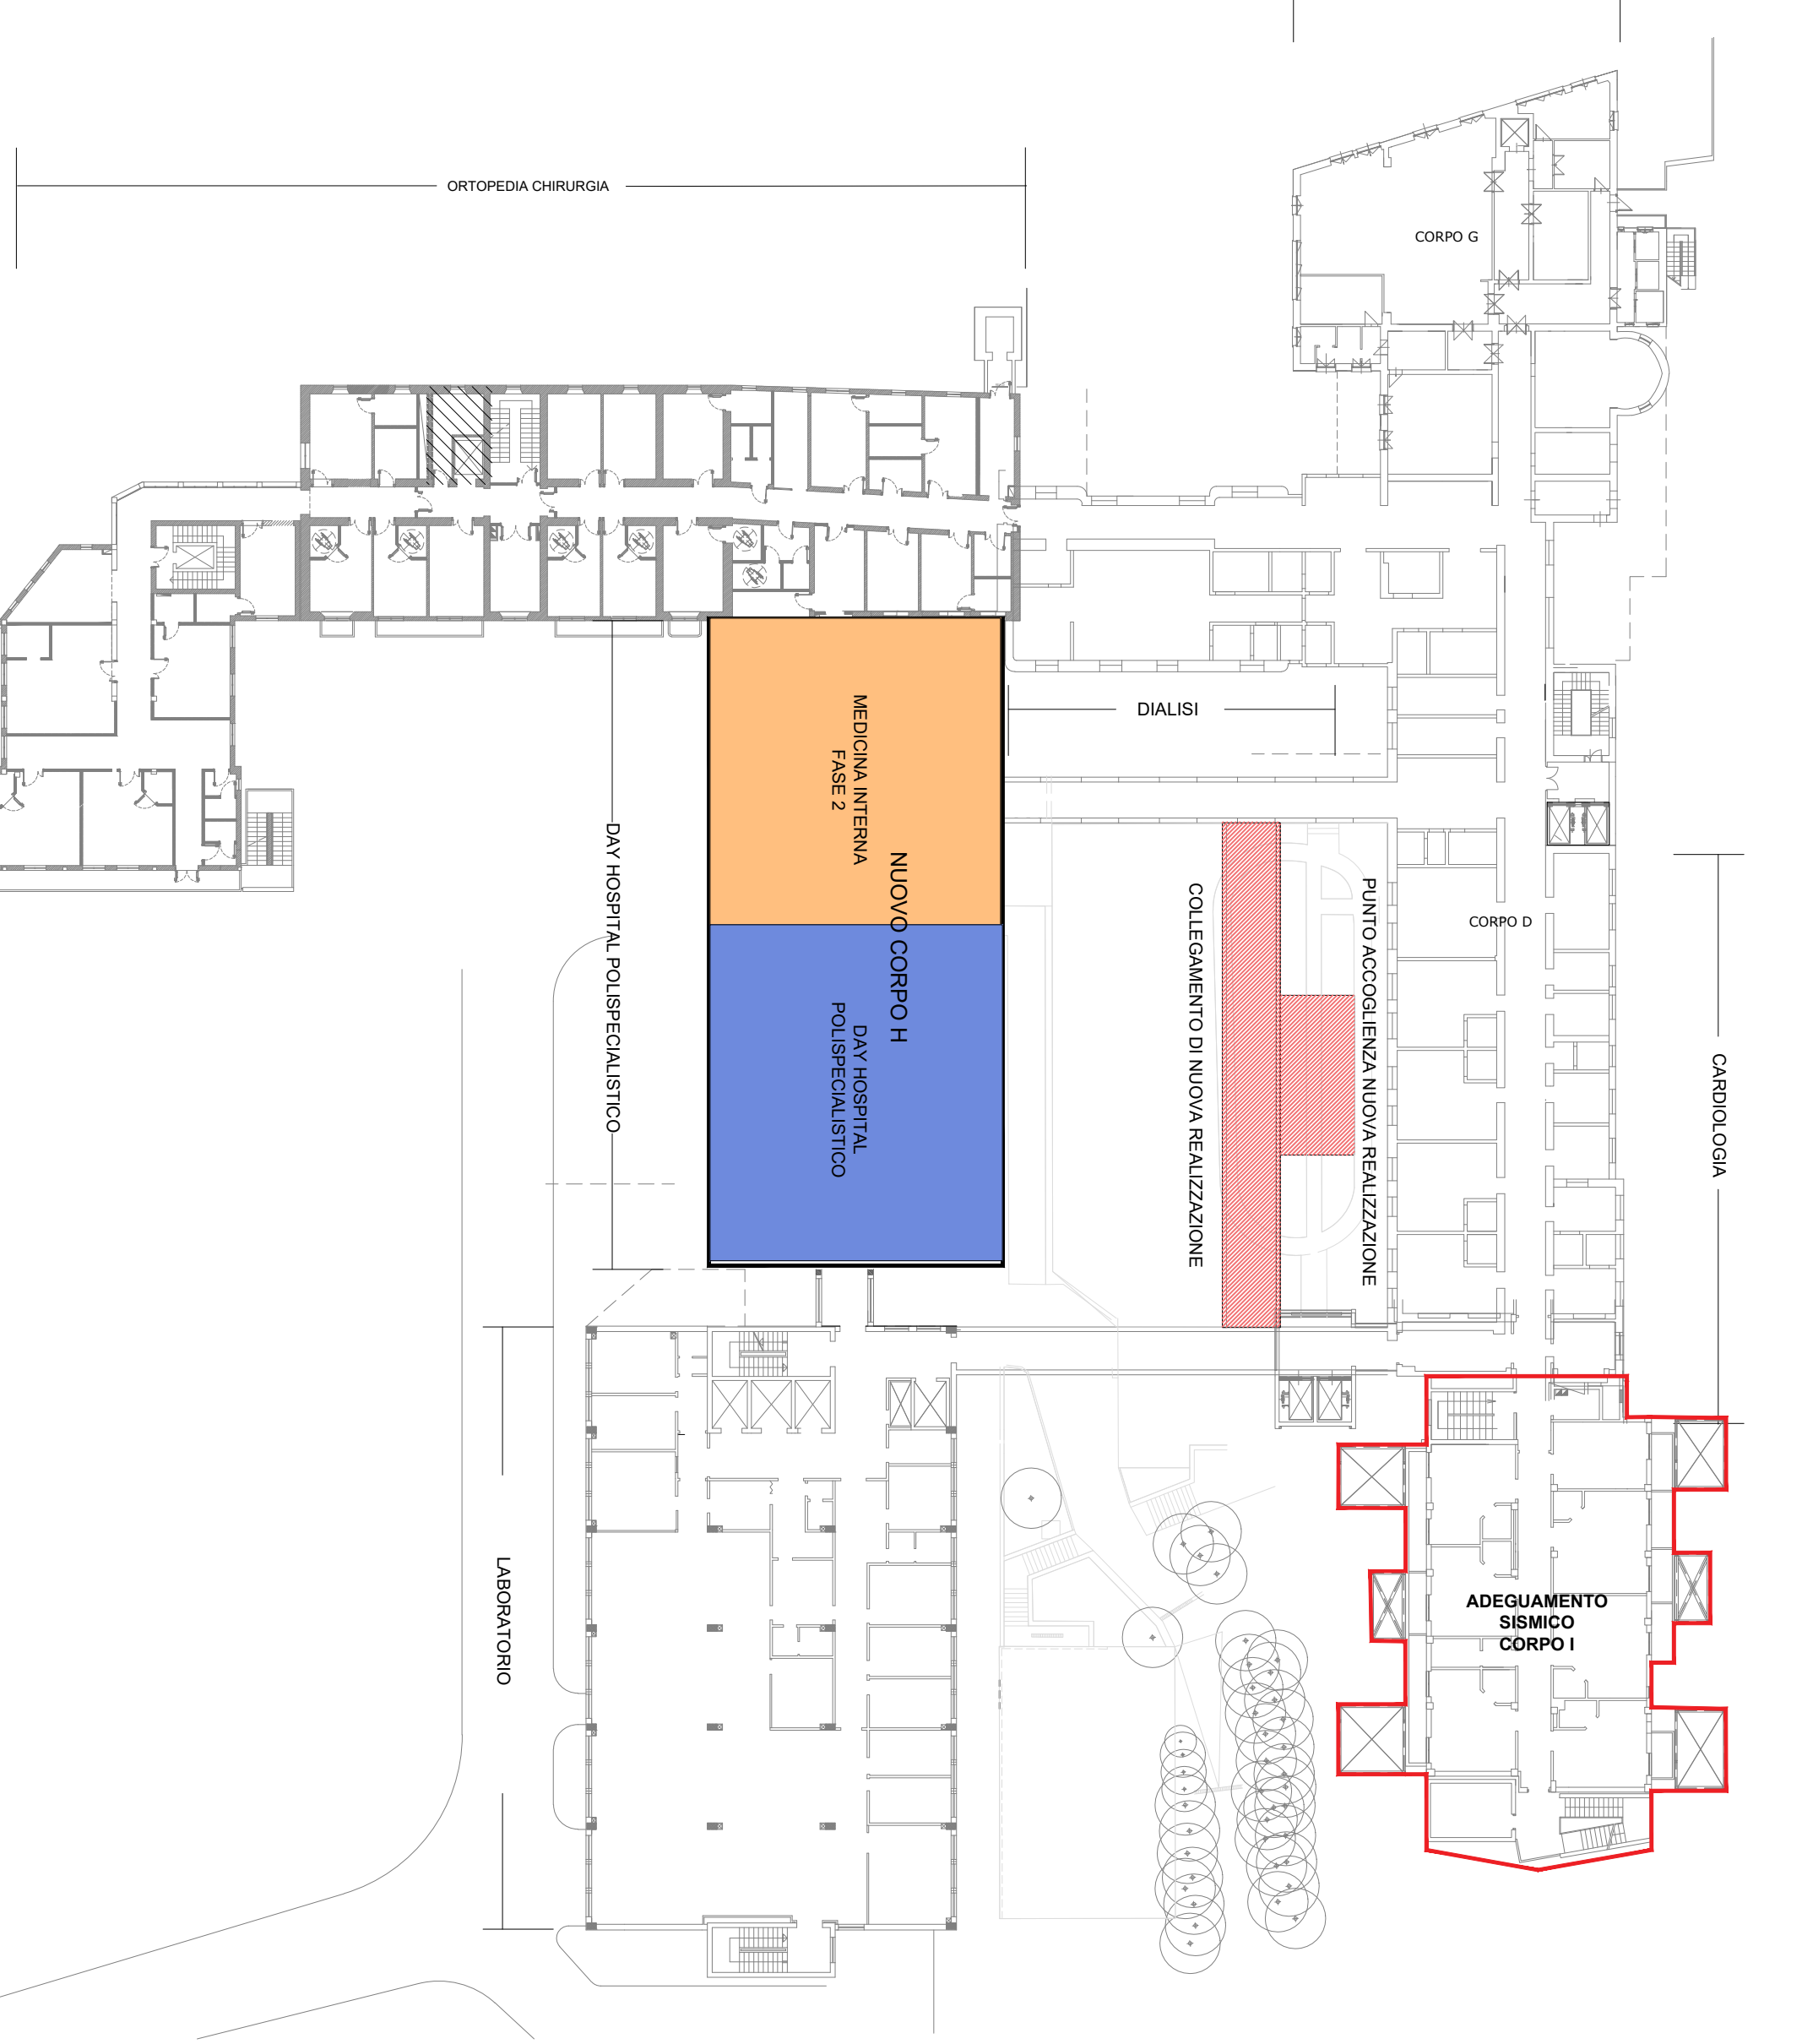 ORTOPEDIA CHIRURGIA
CORPO G
DIALISI
MEDICINA INTERNA
FASE 2
NUOVO CORPO H
DAY HOSPITAL
POLISPECIALISTICO
DAY HOSPITAL POLISPECIALISTICO
COLLEGAMENTO DI NUOVA REALIZZAZIONE
PUNTO ACCOGLIENZA NUOVA REALIZZAZIONE
CORPO D
CARDIOLOGIA
LABORATORIO
ADEGUAMENTO
SISMICO
CORPO I